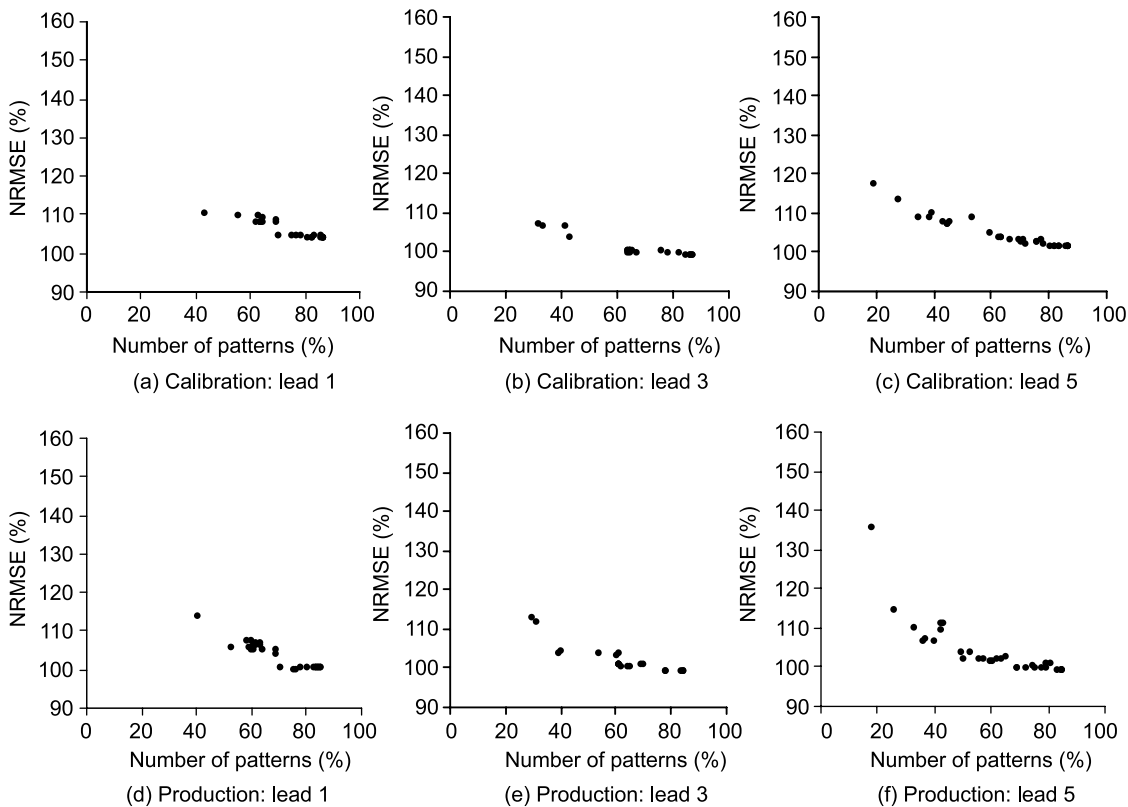 160
150
140
130
120
110
100
90
NRMSE (%)
0 20 40 60 80 100
Number of patterns (%)
(a) Calibration: lead 1
160
150
140
130
120
110
100
90
NRMSE (%)
0 20 40 60 80 100
Number of patterns (%)
(b) Calibration: lead 3
160
150
140
130
120
110
100
90
NRMSE (%)
0 20 40 60 80 100
Number of patterns (%)
(c) Calibration: lead 5
160
150
140
130
120
110
100
90
NRMSE (%)
0 20 40 60 80 100
Number of patterns (%)
(d) Production: lead 1
160
150
140
130
120
110
100
90
NRMSE (%)
0 20 40 60 80 100
Number of patterns (%)
(e) Production: lead 3
160
150
140
130
120
110
100
90
NRMSE (%)
0 20 40 60 80 100
Number of patterns (%)
(f) Production: lead 5